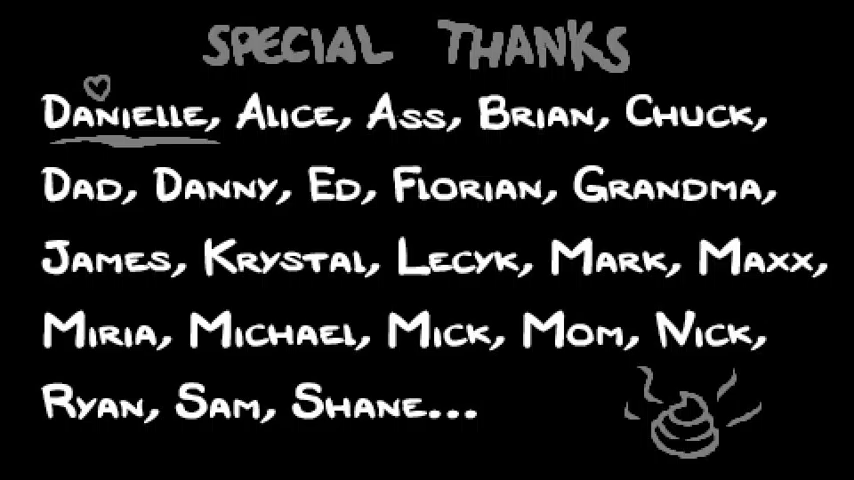 SPECIAL THANKS
DANIELLE, ALICE, ASS, BRIAN, CHUCK,
DAD, DANNY, ED, FLORIAN, GRANDMA,
JAMES, KRYSTAL, LECYK, MARK, MAXX,
MIRIA, MICHAEL, MICK, MOM, NICK,
RYAN, SAM, SHANE...